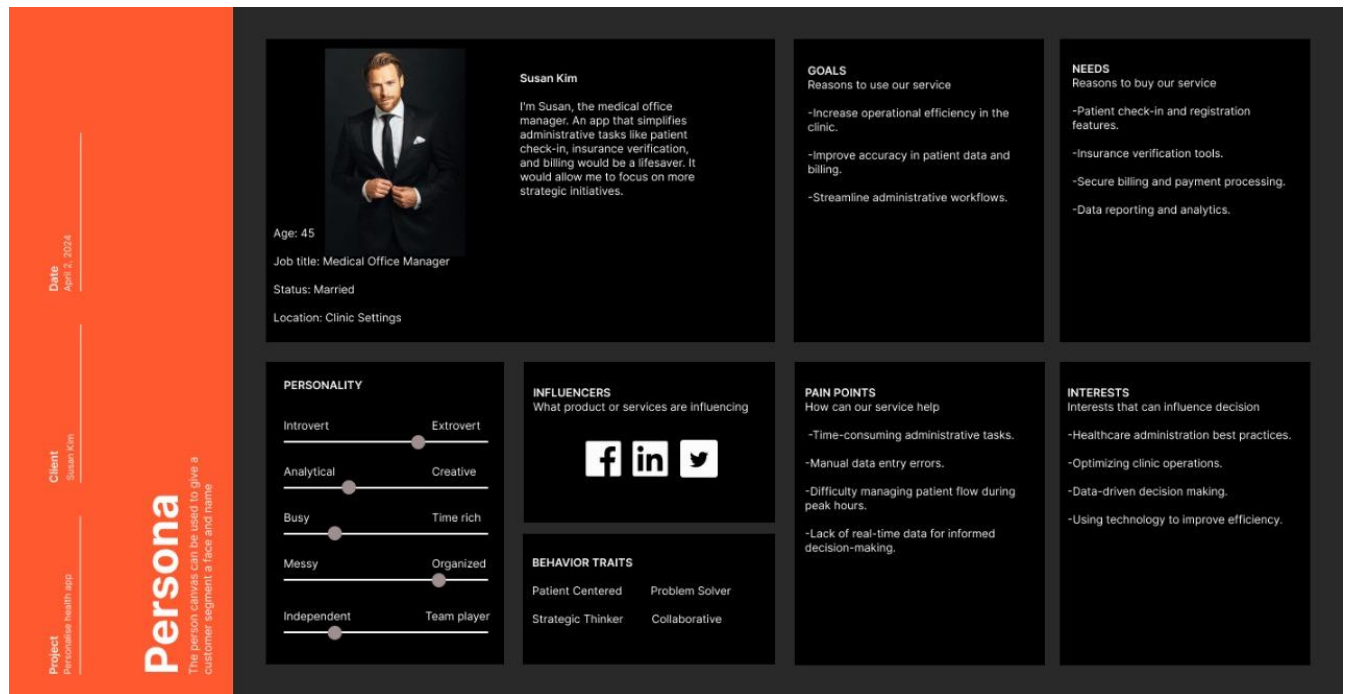 Project
Personalise health app
Client
Susan Kim
Date
April 2, 2024
Persona
The person canvas can be used to give a
customer segment a face and name
Susan Kim
I'm Susan, the medical office
manager. An app that simplifies
administrative tasks like patient
check-in, insurance verification,
and billing would be a lifesaver. It
would allow me to focus on more
strategic initiatives.
Age: 45
Job title: Medical Office Manager
Status: Married
Location: Clinic Settings
GOALS
Reasons to use our service
-Increase operational efficiency in the
clinic.
-Improve accuracy in patient data and
billing.
-Streamline administrative workflows.
NEEDS
Reasons to buy our service
-Patient check-in and registration
features.
-Insurance verification tools.
-Secure billing and payment processing.
-Data reporting and analytics.
PERSONALITY
Introvert Extrovert
Analytical Creative
Busy Time rich
Messy Organized
Independent Team player
INFLUENCERS
What product or services are influencing
f in
BEHAVIOR TRAITS
Patient Centered Problem Solver
Strategic Thinker Collaborative
PAIN POINTS
How can our service help
-Time-consuming administrative tasks.
-Manual data entry errors.
-Difficulty managing patient flow during
peak hours.
-Lack of real-time data for informed
decision-making.
INTERESTS
Interests that can influence decision
-Healthcare administration best practices.
-Optimizing clinic operations.
-Data-driven decision making.
-Using technology to improve efficiency.